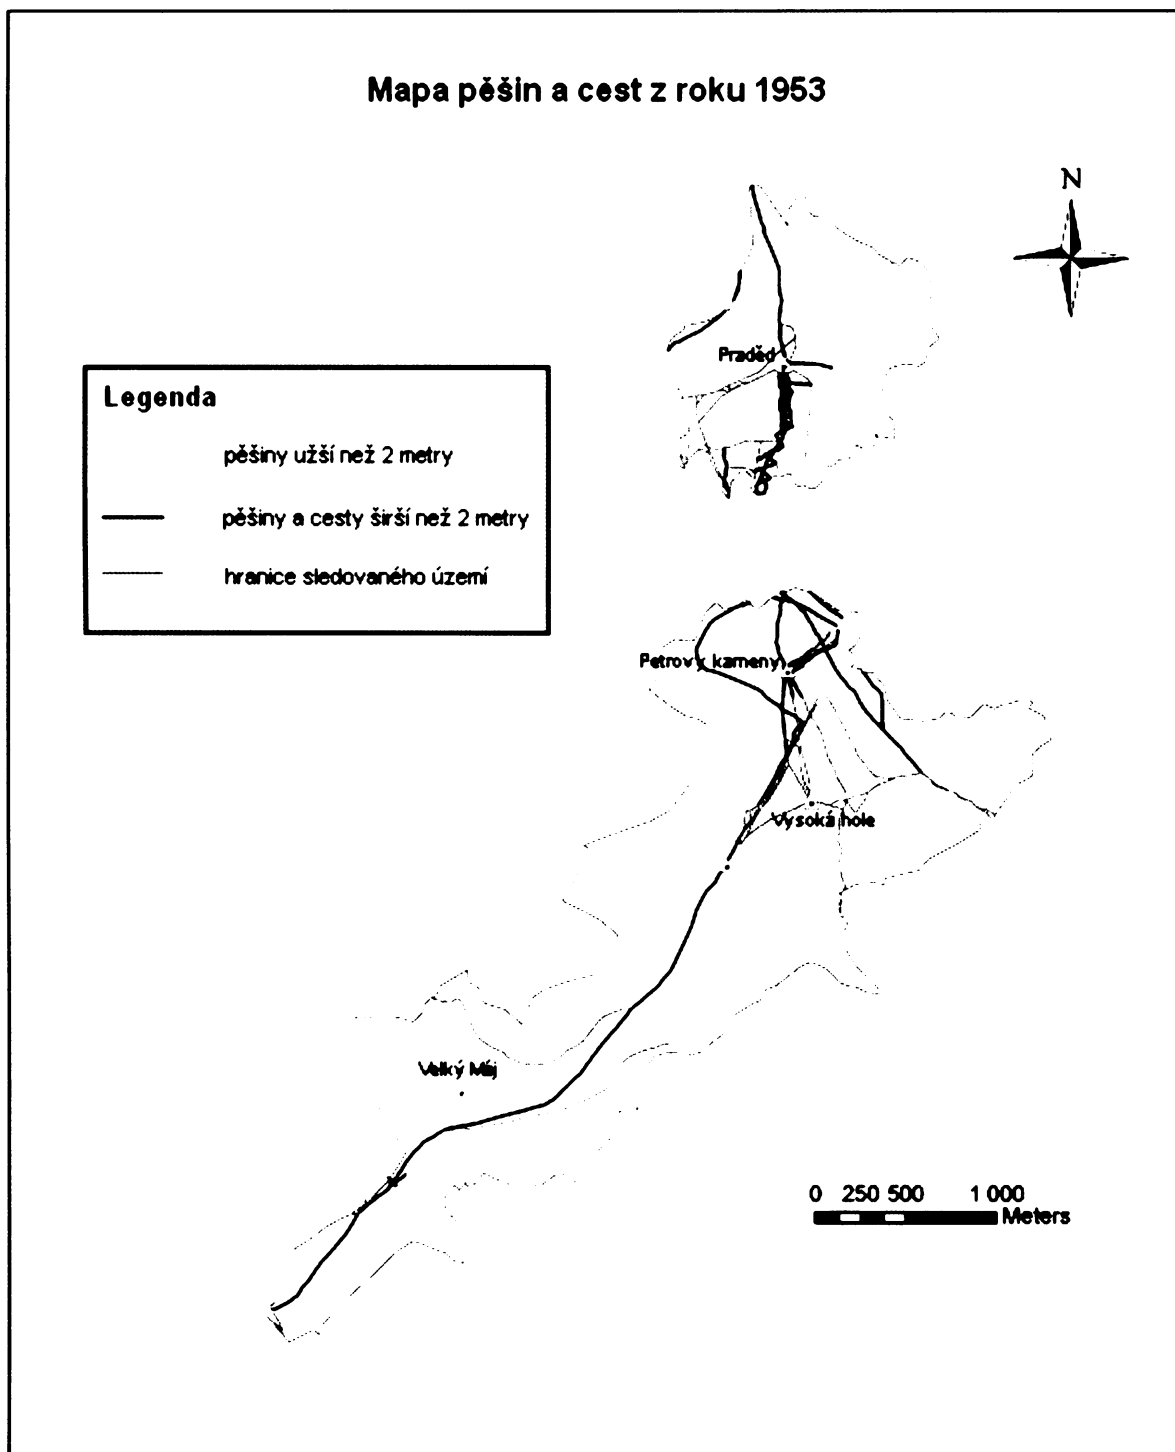 Mapa pěšin a cest z roku 1953
N
Praděd
Legenda
pěšiny užší než 2 metry
pěšiny a cesty širší než 2 metry
hranice sledovaného území
Petrovy kameny
Vysoká hole
Velký Máj
0 250 500 1 000
Meters